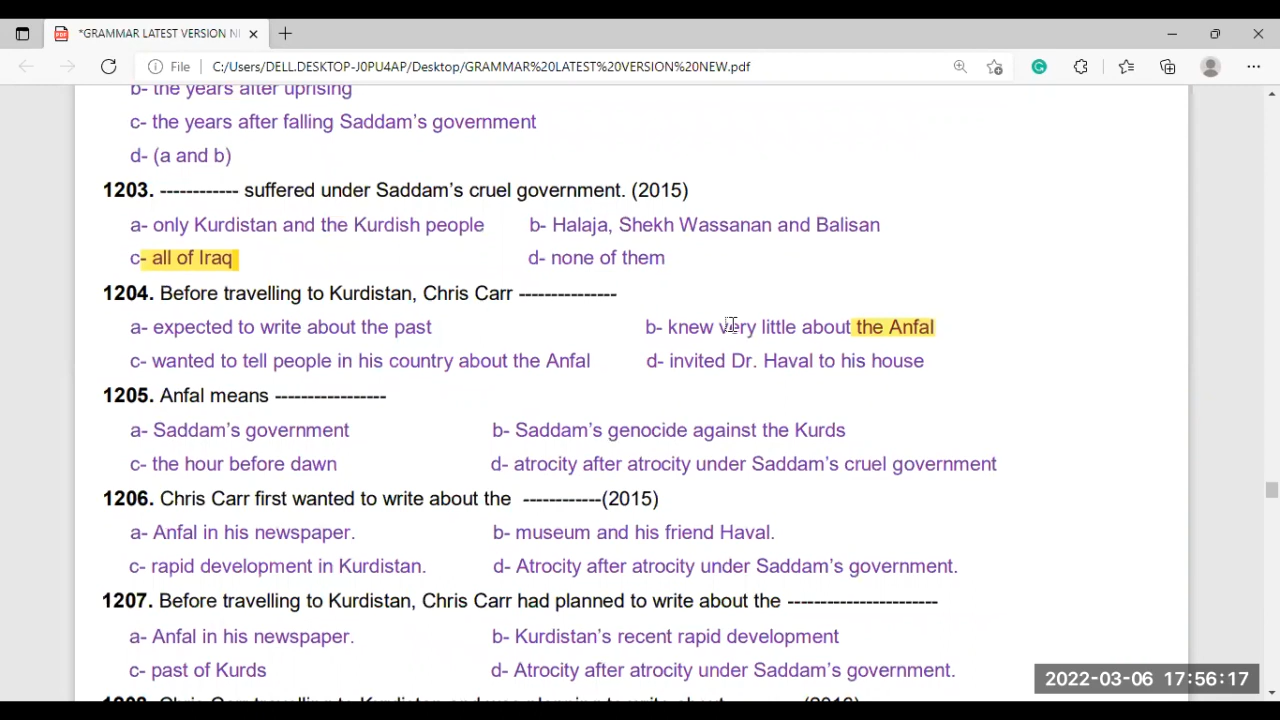 *GRAMMAR LATEST VERSION N
File C:/Users/DELL.DESKTOP-J0PU4AP/Desktop/GRAMMAR%20LATEST%20VERSION%20NEW.pdf
b- the years after uprising
c- the years after falling Saddam's government
d- (a and b)
1203. ------------ suffered under Saddam's cruel government. (2015)
a- only Kurdistan and the Kurdish people b- Halaja, Shekh Wassanan and Balisan
c- all of Iraq d- none of them
1204. Before travelling to Kurdistan, Chris Carr ---------------
a- expected to write about the past b- knew very little about the Anfal
c- wanted to tell people in his country about the Anfal d- invited Dr. Haval to his house
1205. Anfal means -----------------
a- Saddam's government b- Saddam's genocide against the Kurds
c- the hour before dawn d- atrocity after atrocity under Saddam's cruel government
1206. Chris Carr first wanted to write about the ------------(2015)
a- Anfal in his newspaper. b- museum and his friend Haval.
c- rapid development in Kurdistan. d- Atrocity after atrocity under Saddam's government.
1207. Before travelling to Kurdistan, Chris Carr had planned to write about the -----------------------
a- Anfal in his newspaper. b- Kurdistan's recent rapid development
c- past of Kurds d- Atrocity after atrocity under Saddam's government.
2022-03-06 17:56:17